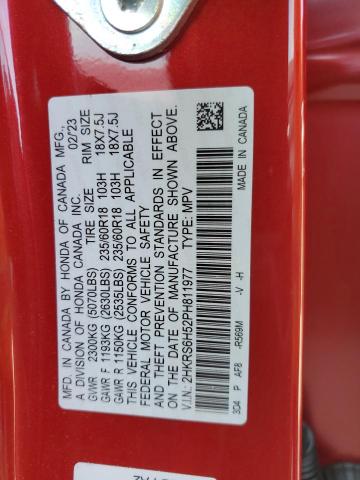 MFD. IN CANADA BY HONDA OF CANADA MFG.,
A DIVISION OF HONDA CANADA INC. 02/23
TIRE SIZE RIM SIZE
GVWR 2300KG (5070LBS)
GAWR F 1193KG (2630LBS) 235/60R18 103H 18X7.5J
GAWR R 1150KG (2535LBS) 235/60R18 103H 18X7.5J
THIS VEHICLE CONFORMS TO ALL APPLICABLE
FEDERAL MOTOR VEHICLE SAFETY
AND THEFT PREVENTION STANDARDS IN EFFECT
ON THE DATE OF MANUFACTURE SHOWN ABOVE.
V.I.N.: 2HKRS6H52PH811977 TYPE: MPV
3D4 P AF8 -R569M -V -H MADE IN CANADA